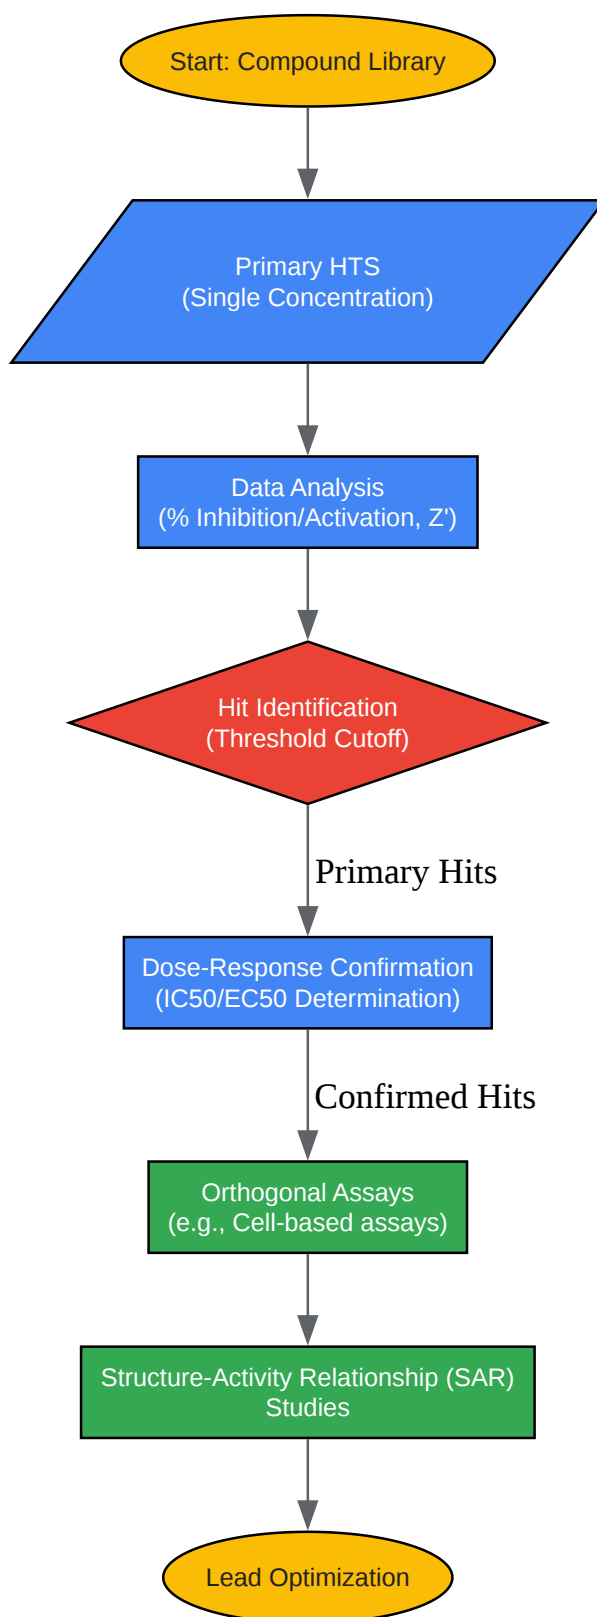 Start: Compound Library
Primary HTS
(Single Concentration)
Data Analysis
(% Inhibition/Activation, Z')
Hit Identification
(Threshold Cutoff)
Primary Hits
Dose-Response Confirmation
(IC50/EC50 Determination)
Confirmed Hits
Orthogonal Assays
(e.g., Cell-based assays)
Structure-Activity Relationship (SAR)
Studies
Lead Optimization